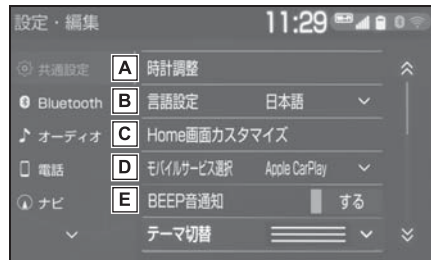 設定・編集 11:29
共通設定 A 時計調整
Bluetooth B 言語設定 日本語
オーディオ C Home画面カスタマイズ
電話 D モバイルサービス選択 Apple CarPlay
ナビ E BEEP音通知 する
テーマ切替